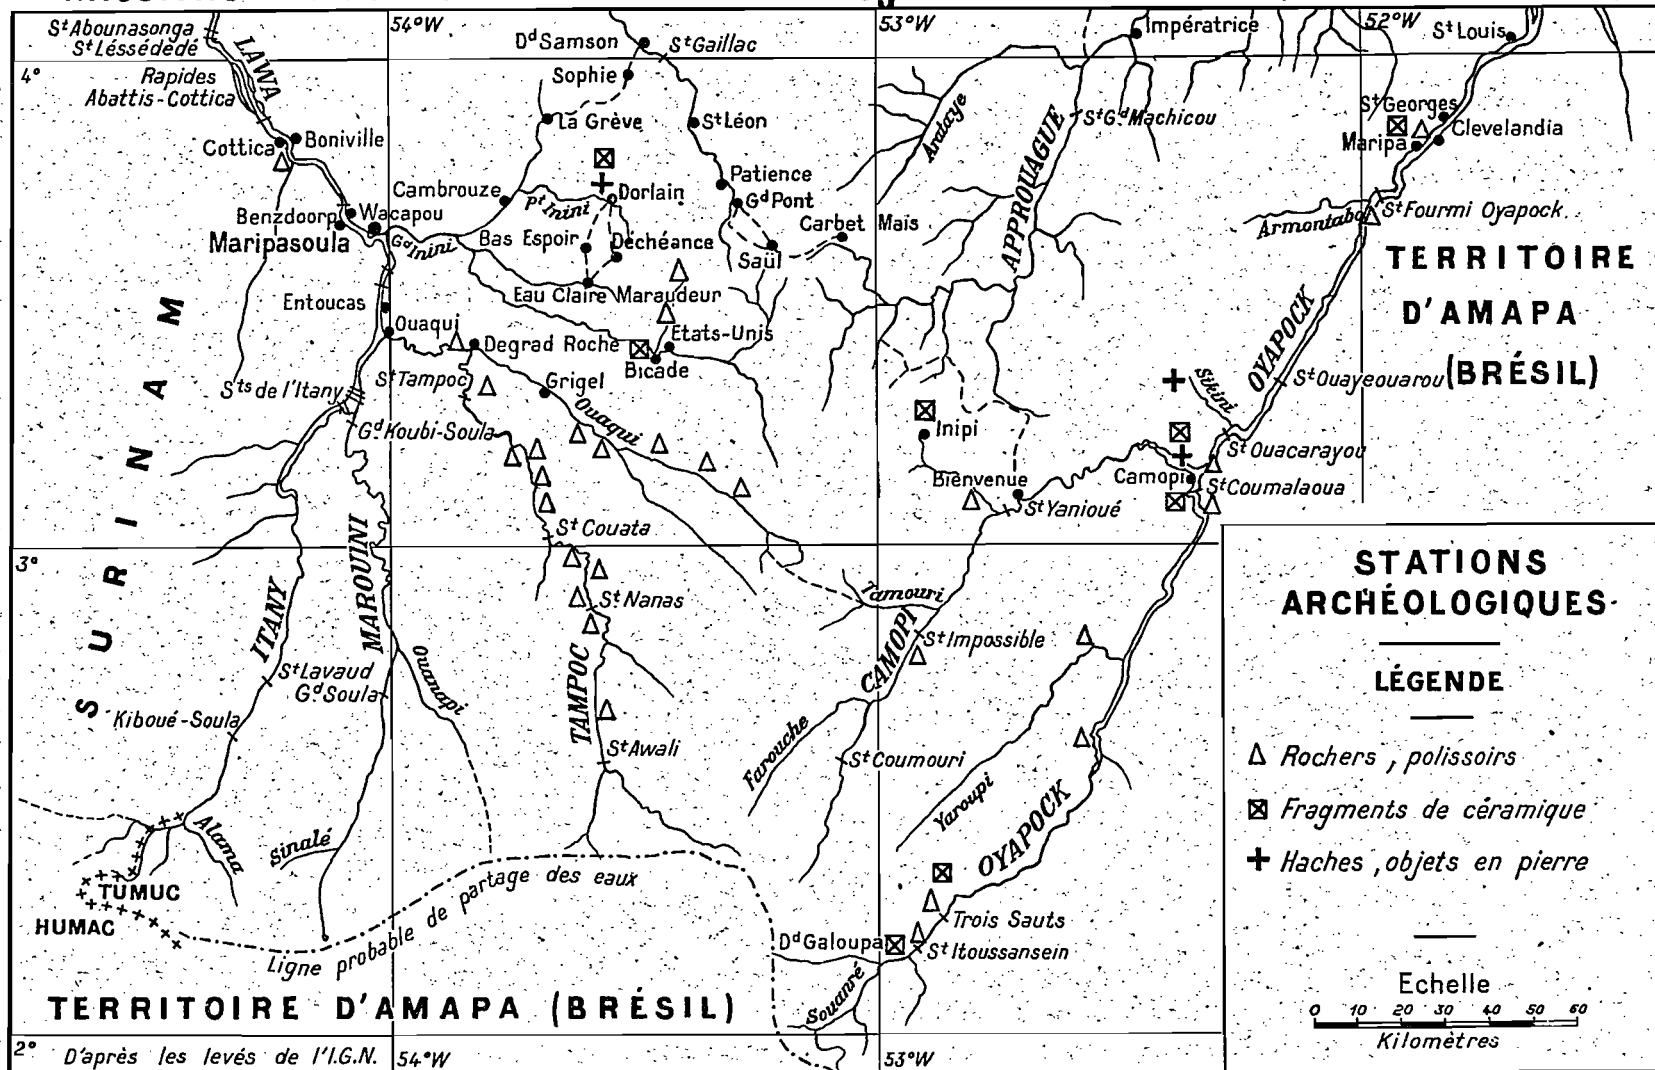 54°W
53°W
52°W
St Abounasonga
St Léssédèdé
LAWA
Dd Samson
St Gaillac
Impératrice
St Louis
4°
Rapides
Abattis-Cottica
Sophie
La Grève
St Léon
Arataye
APPROUAGUE
St Gd Machicou
St Georges
Clevelandia
Maripa
Cottica
Boniville
Cambrouze
Pt Inini
Dorlain
Patience
Gd Pont
Carbet Maïs
Armontabo
St Fourmi Oyapock
Benzdoorp
Wacapou
Maripasoula
Gd Inini
Bas Espoir
Déchéance
Saül
TERRITOIRE
D'AMAPA
(BRÉSIL)
Entoucas
Eau Claire
Maraudeur
Ouaqui
Degrad Roche
Etats-Unis
Bicade
OYAPOCK
St Ouayeouarou
Sts de l'Itany
St Tampoc
Grigel
Ouaqui
Sikini
Gd Koubi-Soula
Inipi
St Ouacarayou
Bienvenue
Camopi
St Coumalaoua
St Yanioué
SURINAM
St Couata
3°
ITANY
MAROUINI
Tamouri
St Nanas
CAMOPI
St Impossible
St Lavaud
Gd Soula
Ouanapi
TAMPOC
Kiboué-Soula
St Awali
Farouche
St Coumouri
Yaroupi
OYAPOCK
Alama
Sinalé
TUMUC
HUMAC
Ligne probable de partage des eaux
Trois Sauts
Dd Galoupa
St Itoussansein
Souanré
TERRITOIRE D'AMAPA (BRÉSIL)
2°
D'après les levés de l'I.G.N.
54°W
53°W
STATIONS
ARCHÉOLOGIQUES
LÉGENDE
Rochers, polissoirs
Fragments de céramique
Haches, objets en pierre
Echelle
0 10 20 30 40 50 60
Kilomètres